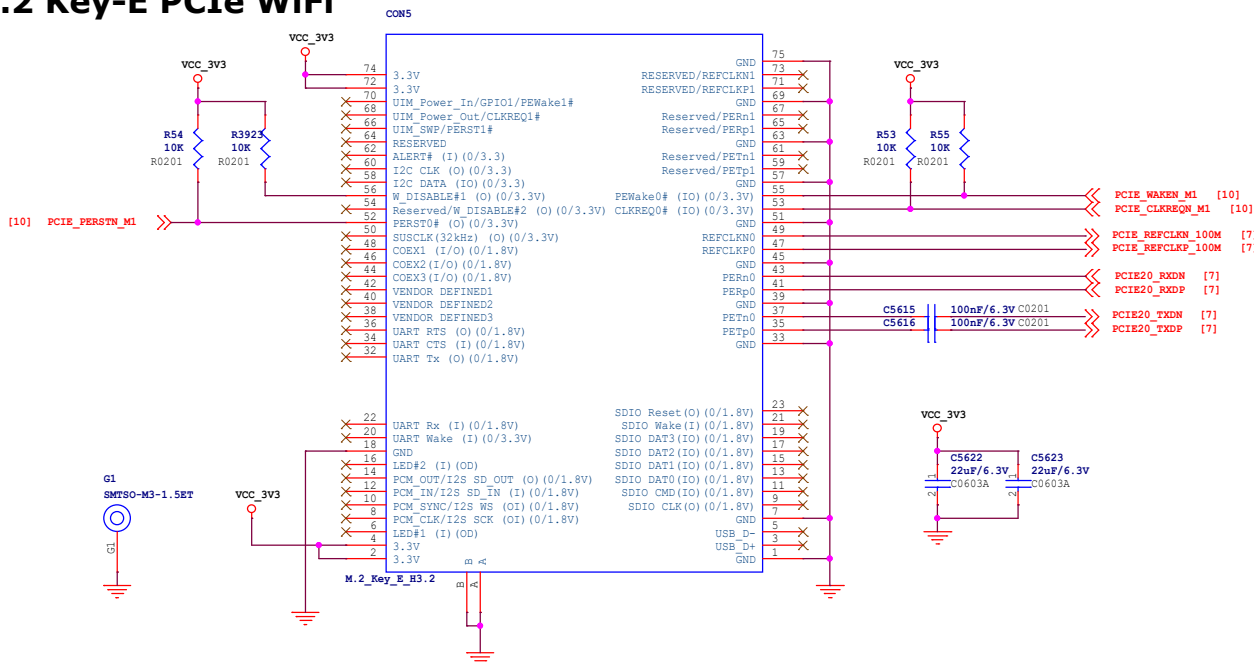 .2 Key-E PCIe WiFi
CON5
VCC_3V3
VCC_3V3
VCC_3V3
R54
10K
R0201
R3923
10K
R0201
R53
10K
R0201
R55
10K
R0201
74 3.3V
72 3.3V
70 UIM_Power_In/GPIO1/PEWake1#
68 UIM_Power_Out/CLKREQ1#
66 UIM_SWP/PERST1#
64 RESERVED
62 ALERT# (I)(0/3.3)
60 I2C CLK (O)(0/3.3)
58 I2C DATA (IO)(0/3.3)
56 W_DISABLE#1 (O)(0/3.3V)
54 Reserved/W_DISABLE#2 (O)(0/3.3V)
[10] PCIE_PERSTN_M1
52 PERST0# (O)(0/3.3V)
50 SUSCLK(32kHz) (O)(0/3.3V)
48 COEX1 (I/O)(0/1.8V)
46 COEX2(I/O)(0/1.8V)
44 COEX3(I/O)(0/1.8V)
42 VENDOR DEFINED1
40 VENDOR DEFINED2
38 VENDOR DEFINED3
36 UART RTS (O)(0/1.8V)
34 UART CTS (I)(0/1.8V)
32 UART Tx (O)(0/1.8V)
22 UART Rx (I)(0/1.8V)
20 UART Wake (I)(0/3.3V)
18 GND
16 LED#2 (I)(OD)
14 PCM_OUT/I2S SD_OUT (O)(0/1.8V)
12 PCM_IN/I2S SD_IN (I)(0/1.8V)
10 PCM_SYNC/I2S WS (OI)(0/1.8V)
8 PCM_CLK/I2S SCK (OI)(0/1.8V)
6 LED#1 (I)(OD)
4 3.3V
2 3.3V
GND 75
RESERVED/REFCLKN1 73
RESERVED/REFCLKP1 71
GND 69
Reserved/PERn1 67
Reserved/PERp1 65
GND 63
Reserved/PETn1 61
Reserved/PETp1 59
GND 57
PEWake0# (IO)(0/3.3V) 55 PCIE_WAKEN_M1 [10]
CLKREQ0# (IO)(0/3.3V) 53 PCIE_CLKREQN_M1 [10]
GND 51
REFCLKN0 49 PCIE_REFCLKN_100M [7
REFCLKP0 47 PCIE_REFCLKP_100M [7
GND 45
PERn0 43 PCIE20_RXDN [7]
PERp0 41 PCIE20_RXDP [7]
GND 39
PETn0 37 C5615 100nF/6.3V C0201 PCIE20_TXDN [7]
PETp0 35 C5616 100nF/6.3V C0201 PCIE20_TXDP [7]
GND 33
SDIO Reset(O)(0/1.8V) 23
SDIO Wake(I)(0/1.8V) 21
SDIO DAT3(IO)(0/1.8V) 19
SDIO DAT2(IO)(0/1.8V) 17
SDIO DAT1(IO)(0/1.8V) 15
SDIO DAT0(IO)(0/1.8V) 13
SDIO CMD(IO)(0/1.8V) 11
SDIO CLK(O)(0/1.8V) 9
GND 7
USB_D- 5
USB_D+ 3
GND 1
B A
B A
M.2_Key_E_H3.2
G1
SMTSO-M3-1.5ET
G1
VCC_3V3
VCC_3V3
C5622
22uF/6.3V
C0603A
1
2
C5623
22uF/6.3V
C0603A
1
2